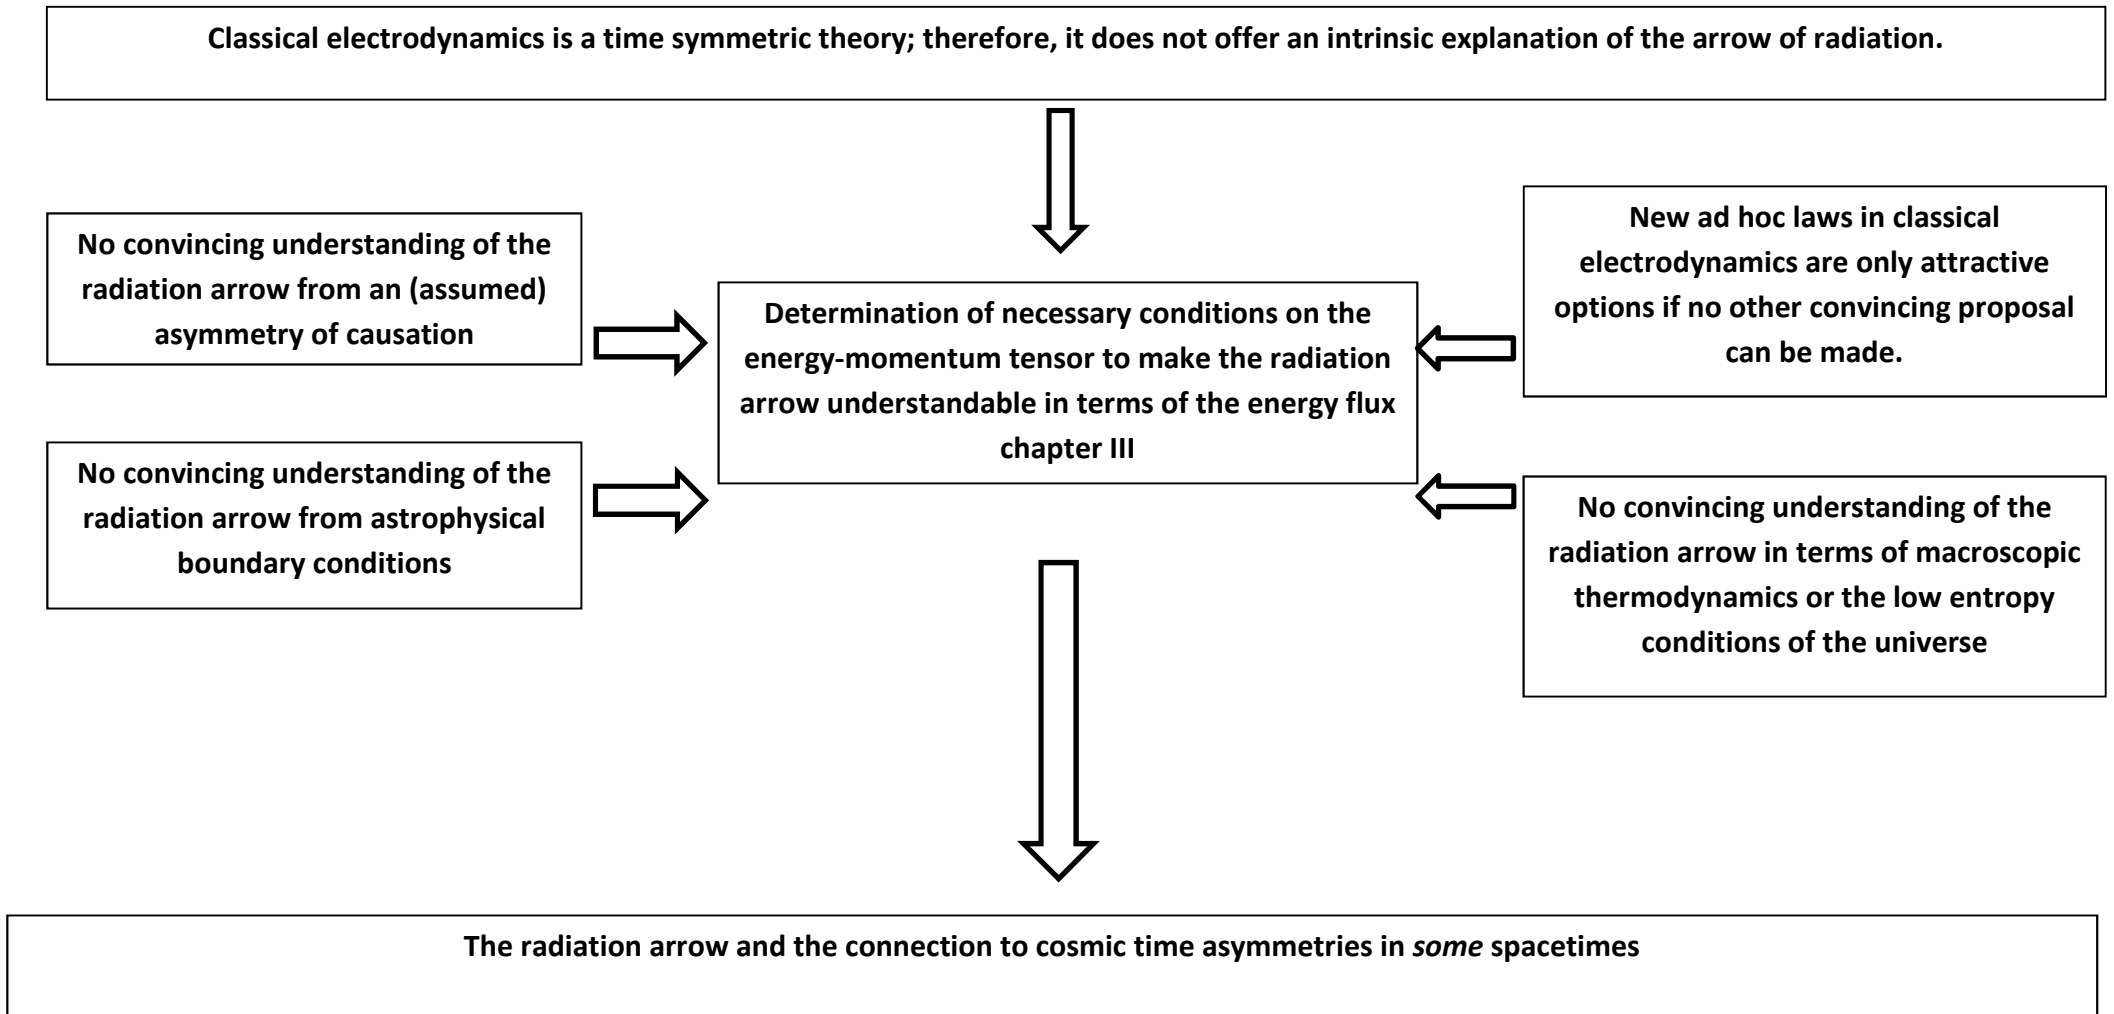 Classical electrodynamics is a time symmetric theory; therefore, it does not offer an intrinsic explanation of the arrow of radiation.
No convincing understanding of the
radiation arrow from an (assumed)
asymmetry of causation
New ad hoc laws in classical
electrodynamics are only attractive
options if no other convincing proposal
can be made.
Determination of necessary conditions on the
energy-momentum tensor to make the radiation
arrow understandable in terms of the energy flux
chapter III
No convincing understanding of the
radiation arrow from astrophysical
boundary conditions
No convincing understanding of the
radiation arrow in terms of macroscopic
thermodynamics or the low entropy
conditions of the universe
The radiation arrow and the connection to cosmic time asymmetries in some spacetimes